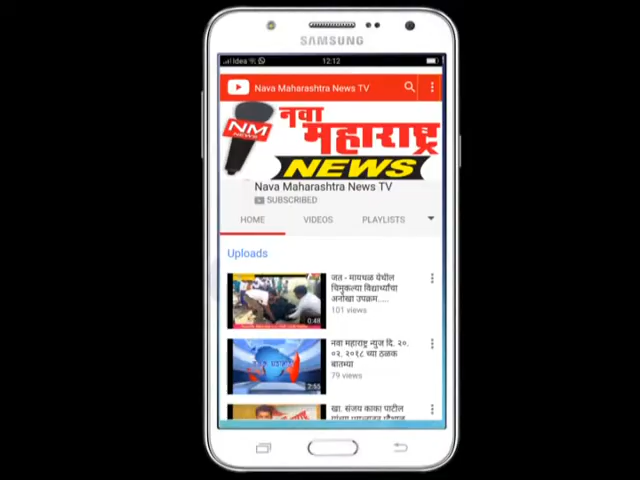 SAMSUNG
Idea
12:12
Nava Maharashtra News TV
नवा
महाराष्ट्र
NM
NEWS
NEWS
Nava Maharashtra News TV
SUBSCRIBED
HOME VIDEOS PLAYLISTS
Uploads
जत - मायथळ येथील
चिमुकल्या विद्यार्थ्यांचा
अनोखा उपक्रम.....
101 views
0:48
नवा महाराष्ट्र न्युज दि. २०.
०२. २०१८ च्या ठळक
बातम्या
79 views
2:55
खा. संजय काका पाटील